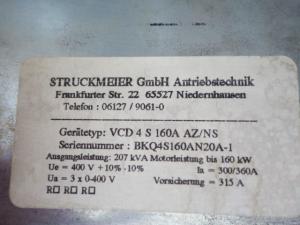 STRUCKMEIER GmbH Antriebstechnik
Frankfurter Str. 22 65527 Niedernhausen
Telefon : 06127 / 9061-0
Gerätetyp: VCD 4 S 160A AZ/NS
Seriennummer : BKQ4S160AN20A-1
Ausgangsleistung: 207 kVA Motorleistung bis 160 kW
Ue = 400 V +10% -10% Ia = 300/360A
Ua = 3 x 0-400 V Vorsicherung = 315 A
R☐ R☐ R☐